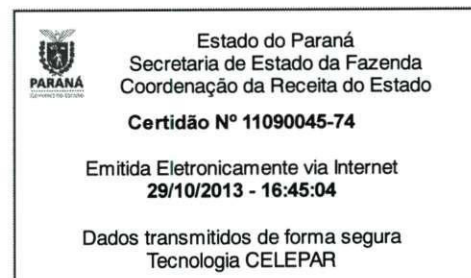 Estado do Paraná
Secretaria de Estado da Fazenda
PARANÁ
Coordenação da Receita do Estado
Certidão Nº 11090045-74
Emitida Eletronicamente via Internet
29/10/2013 - 16:45:04
Dados transmitidos de forma segura
Tecnologia CELEPAR